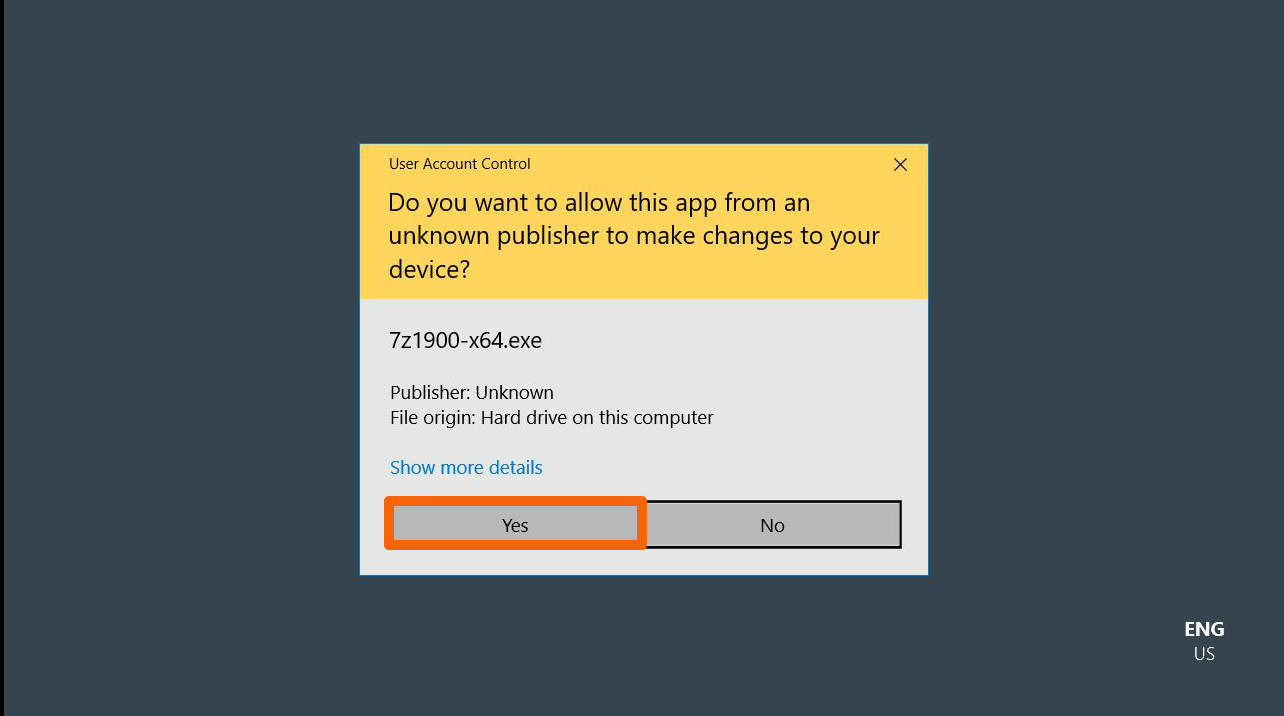 User Account Control
Do you want to allow this app from an
unknown publisher to make changes to your
device?
7z1900-x64.exe
Publisher: Unknown
File origin: Hard drive on this computer
Show more details
Yes
No
ENG
US